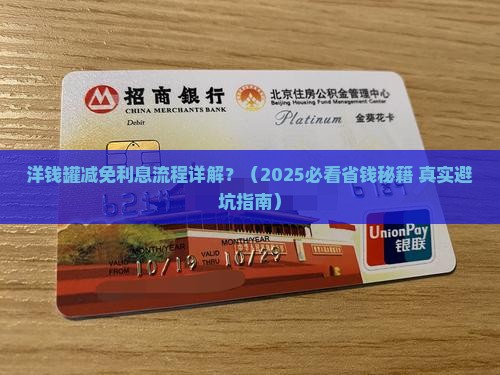 招商银行
CHINA MERCHANTS BANK
北京住房公积金管理中心
Beijing Housing Fund Management Center
Debit
Platinum 金葵花卡
洋钱罐减免利息流程详解？（2025必看省钱秘籍 真实避
坑指南）
UnionPay
银联
MONTH/YEAR MONTH/YEAR
VALID FROM 10/19 VALID THRU 10/29